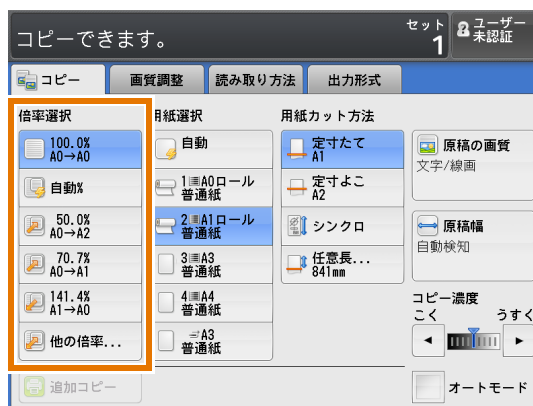 コピーできます。
セット
1
ユーザー
未認証
コピー
画質調整
読み取り方法
出力形式
倍率選択
100.0%
A0→A0
自動%
50.0%
A0→A2
70.7%
A0→A1
141.4%
A1→A0
他の倍率...
用紙選択
自動
1 A0ロール
普通紙
2 A1ロール
普通紙
3 A3
普通紙
4 A4
普通紙
A3
普通紙
用紙カット方法
定寸たて
A1
定寸よこ
A2
シンクロ
任意長...
841mm
原稿の画質
文字/線画
原稿幅
自動検知
コピー濃度
こく うすく
追加コピー
オートモード